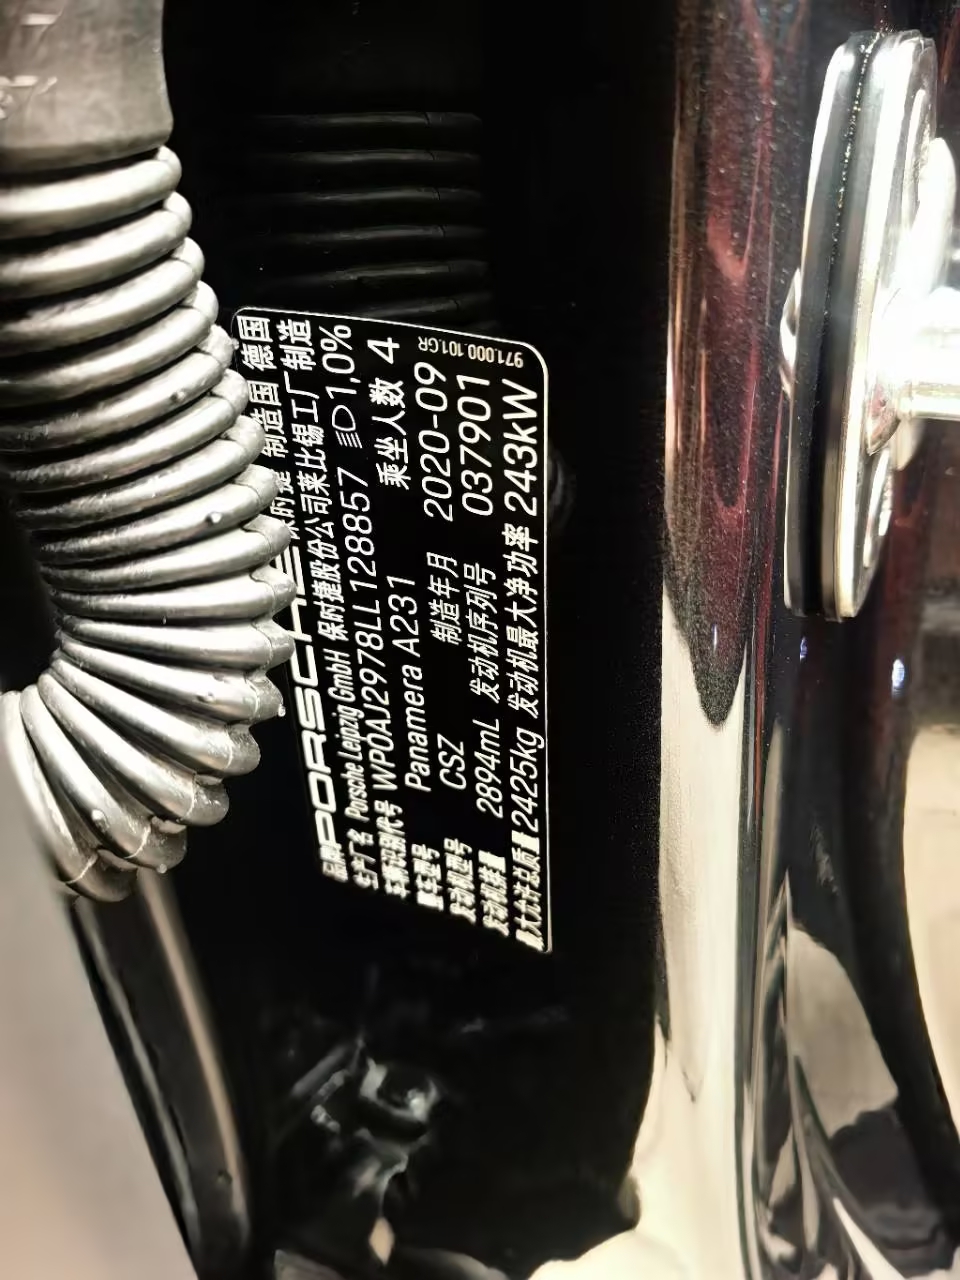 971.000.101.GR
品牌 PORSCHE 保时捷 制造国 德国
生产厂名 Porsche Leipzig GmbH 保时捷股份公司莱比锡工厂制造
车辆识别代号 WP0AJ2978LL128857 1,0%
整车型号 Panamera A231 乘坐人数 4
发动机型号 CSZ 制造年月 2020-09
发动机排量 2894mL 发动机序列号 037901
最大允许总质量 2425kg 发动机最大净功率 243kW